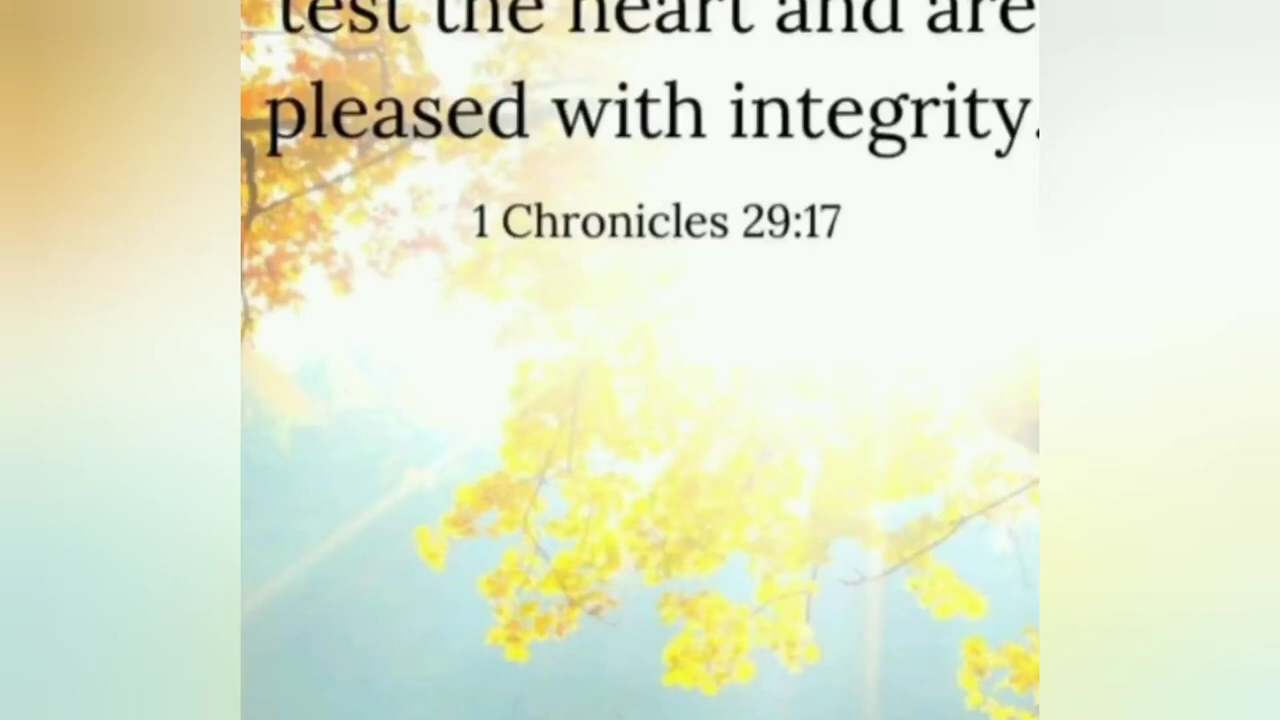 test the heart and are
pleased with integrity.
1 Chronicles 29:17